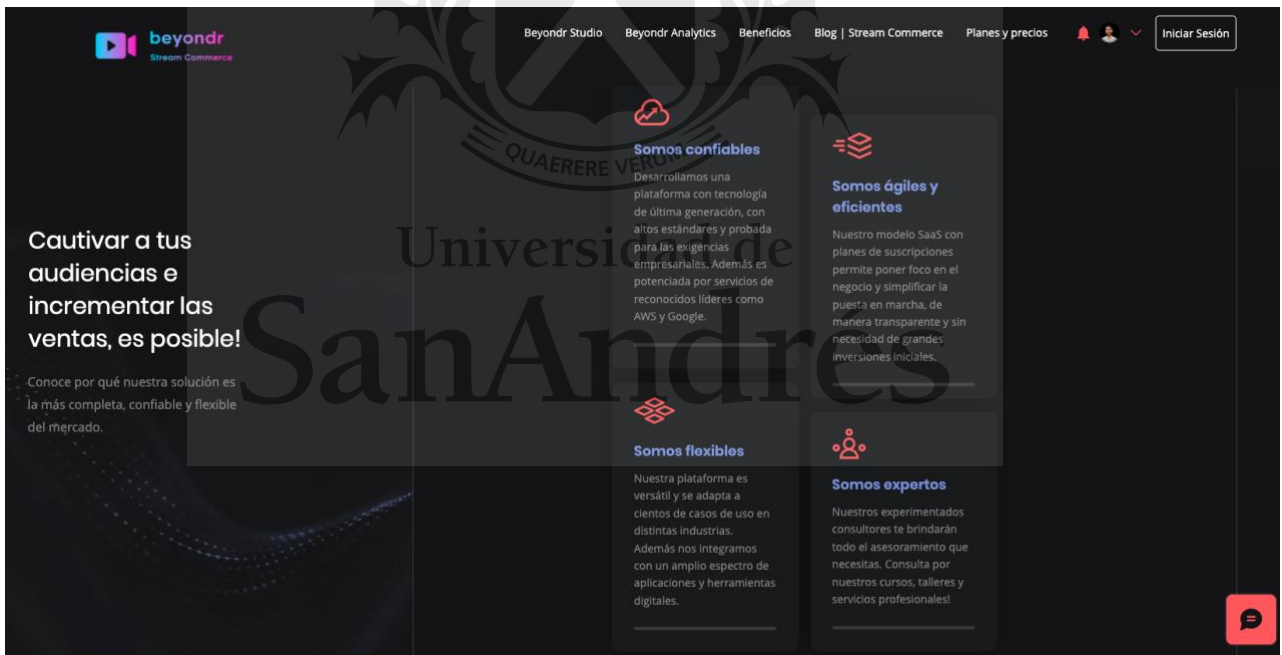 beyondr
Stream Commerce
Beyondr Studio
Beyondr Analytics
Beneficios
Blog | Stream Commerce
Planes y precios
Iniciar Sesión
Cautivar a tus
audiencias e
incrementar las
ventas, es posible!
Conoce por qué nuestra solución es
la más completa, confiable y flexible
del mercado.
Somos confiables
Desarrollamos una
plataforma con tecnología
de última generación, con
altos estándares y probada
para las exigencias
empresariales. Además es
potenciada por servicios de
reconocidos líderes como
AWS y Google.
Somos ágiles y
eficientes
Nuestro modelo SaaS con
planes de suscripciones
permite poner foco en el
negocio y simplificar la
puesta en marcha, de
manera transparente y sin
necesidad de grandes
inversiones iniciales.
Somos flexibles
Nuestra plataforma es
versátil y se adapta a
cientos de casos de uso en
distintas industrias.
Además nos integramos
con un amplio espectro de
aplicaciones y herramientas
digitales.
Somos expertos
Nuestros experimentados
consultores te brindarán
todo el asesoramiento que
necesitas. Consulta por
nuestros cursos, talleres y
servicios profesionales!
QUAERERE VERUM
Universidad de
SanAndrés